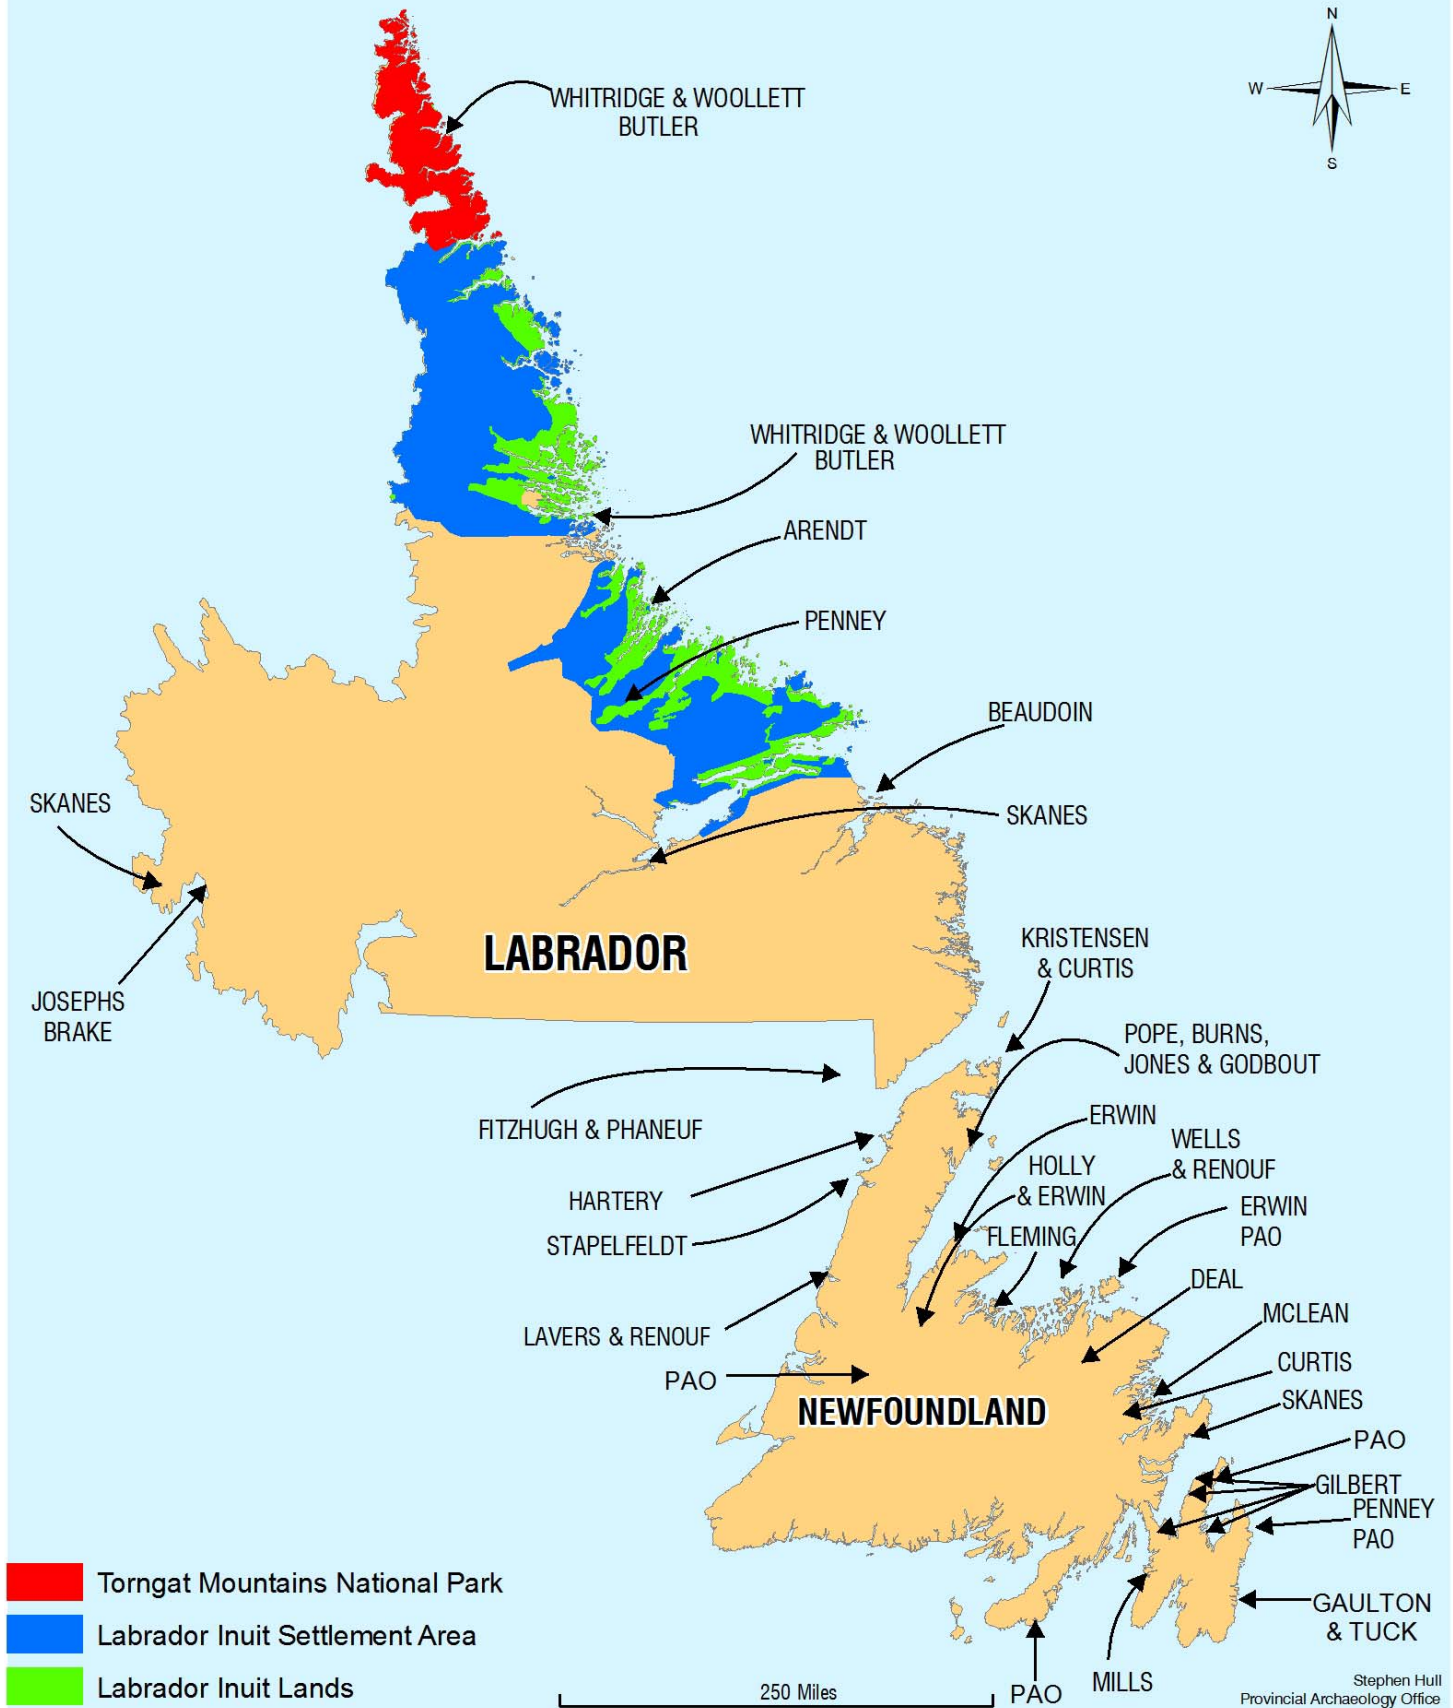 N
W
E
S
WHITRIDGE & WOOLLETT
BUTLER
WHITRIDGE & WOOLLETT
BUTLER
ARENDT
PENNEY
BEAUDOIN
SKANES
SKANES
LABRADOR
JOSEPHS
BRAKE
KRISTENSEN
& CURTIS
POPE, BURNS,
JONES & GODBOUT
FITZHUGH & PHANEUF
ERWIN
WELLS
& RENOUF
HOLLY
& ERWIN
HARTERY
ERWIN
PAO
FLEMING
STAPELFELDT
DEAL
MCLEAN
LAVERS & RENOUF
CURTIS
PAO
SKANES
NEWFOUNDLAND
PAO
GILBERT
PENNEY
PAO
Torngat Mountains National Park
GAULTON
& TUCK
Labrador Inuit Settlement Area
Labrador Inuit Lands
250 Miles
PAO
MILLS
Stephen Hull
Provincial Archaeology Office